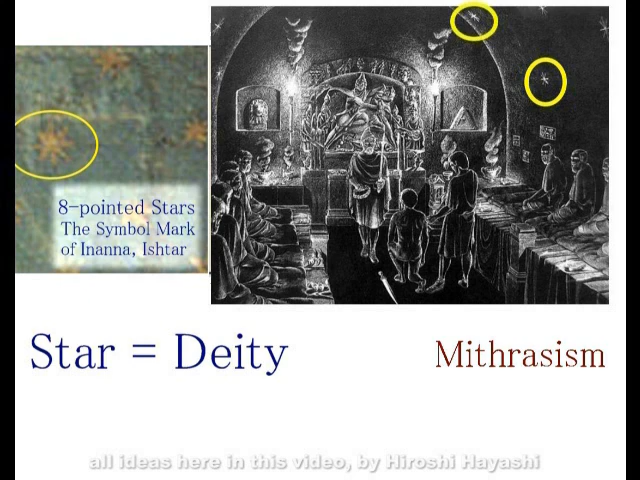 8-pointed Stars
The Symbol Mark
of Inanna, Ishtar
Star = Deity
Mithrasism
all ideas here in this video, by Hiroshi Hayashi